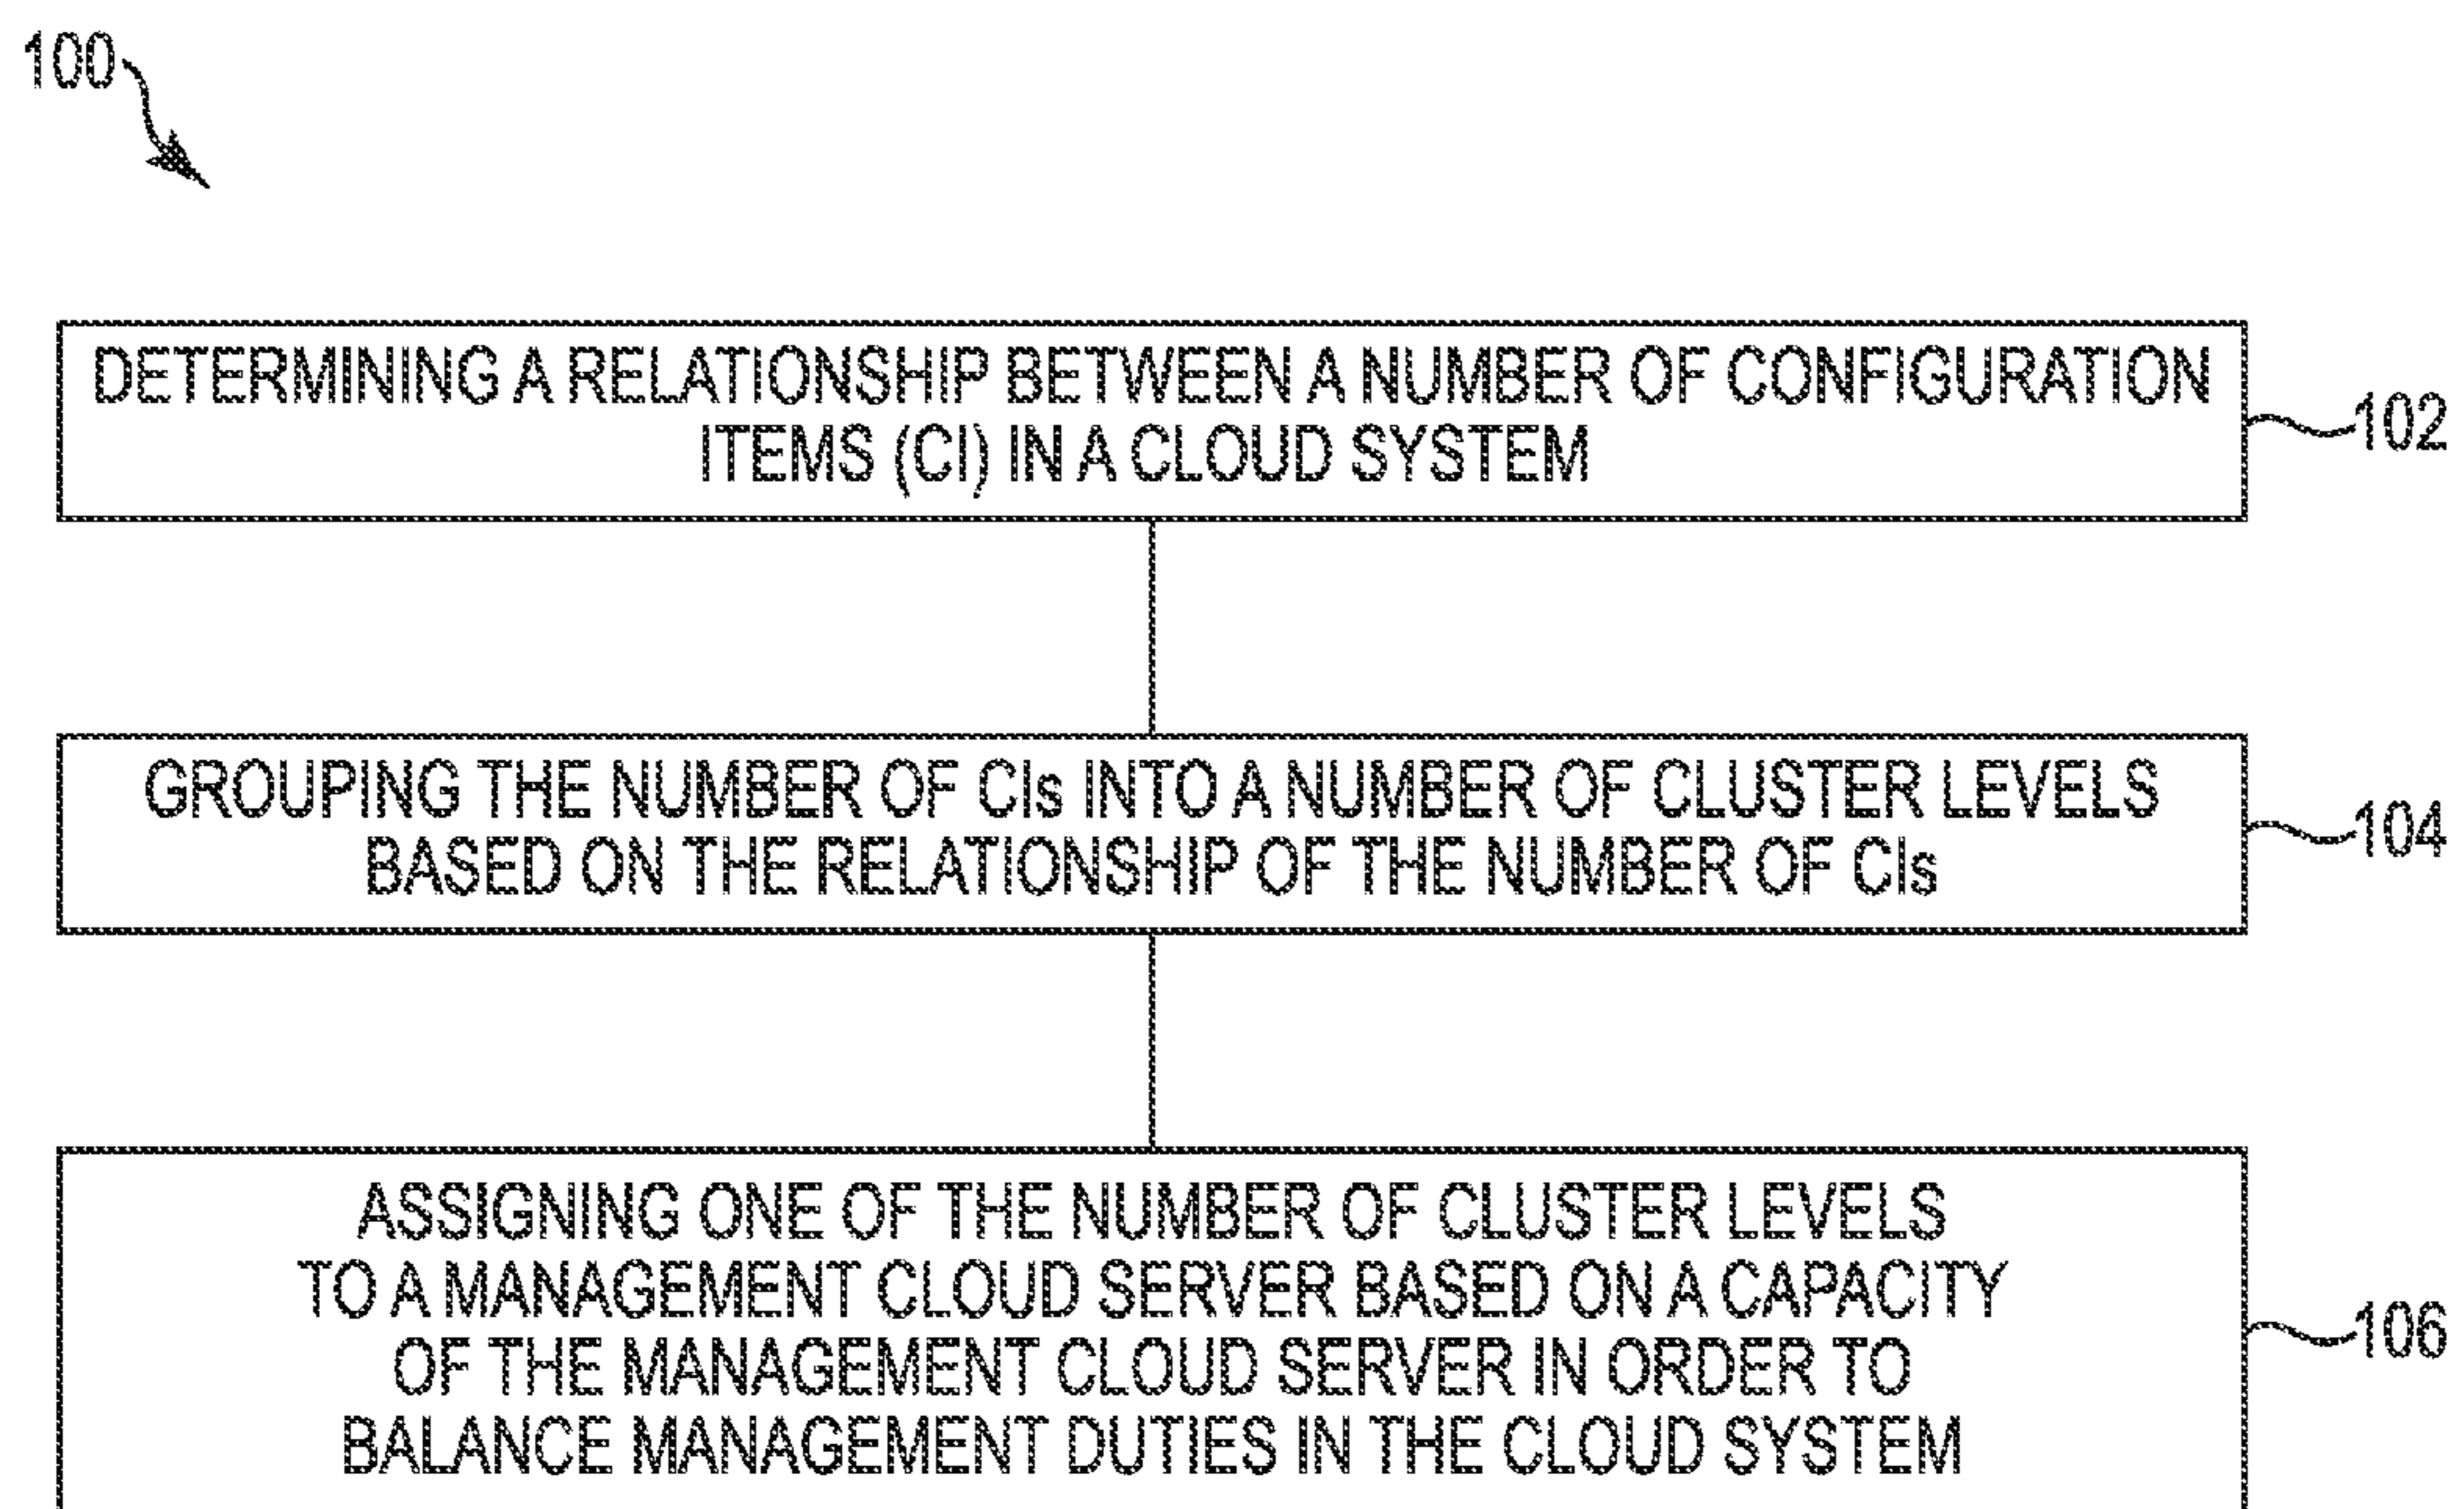 100
DETERMINING A RELATIONSHIP BETWEEN A NUMBER OF CONFIGURATION
ITEMS (CI) IN A CLOUD SYSTEM
102
GROUPING THE NUMBER OF CIs INTO A NUMBER OF CLUSTER LEVELS
BASED ON THE RELATIONSHIP OF THE NUMBER OF CIs
104
ASSIGNING ONE OF THE NUMBER OF CLUSTER LEVELS
TO A MANAGEMENT CLOUD SERVER BASED ON A CAPACITY
OF THE MANAGEMENT CLOUD SERVER IN ORDER TO
BALANCE MANAGEMENT DUTIES IN THE CLOUD SYSTEM
106